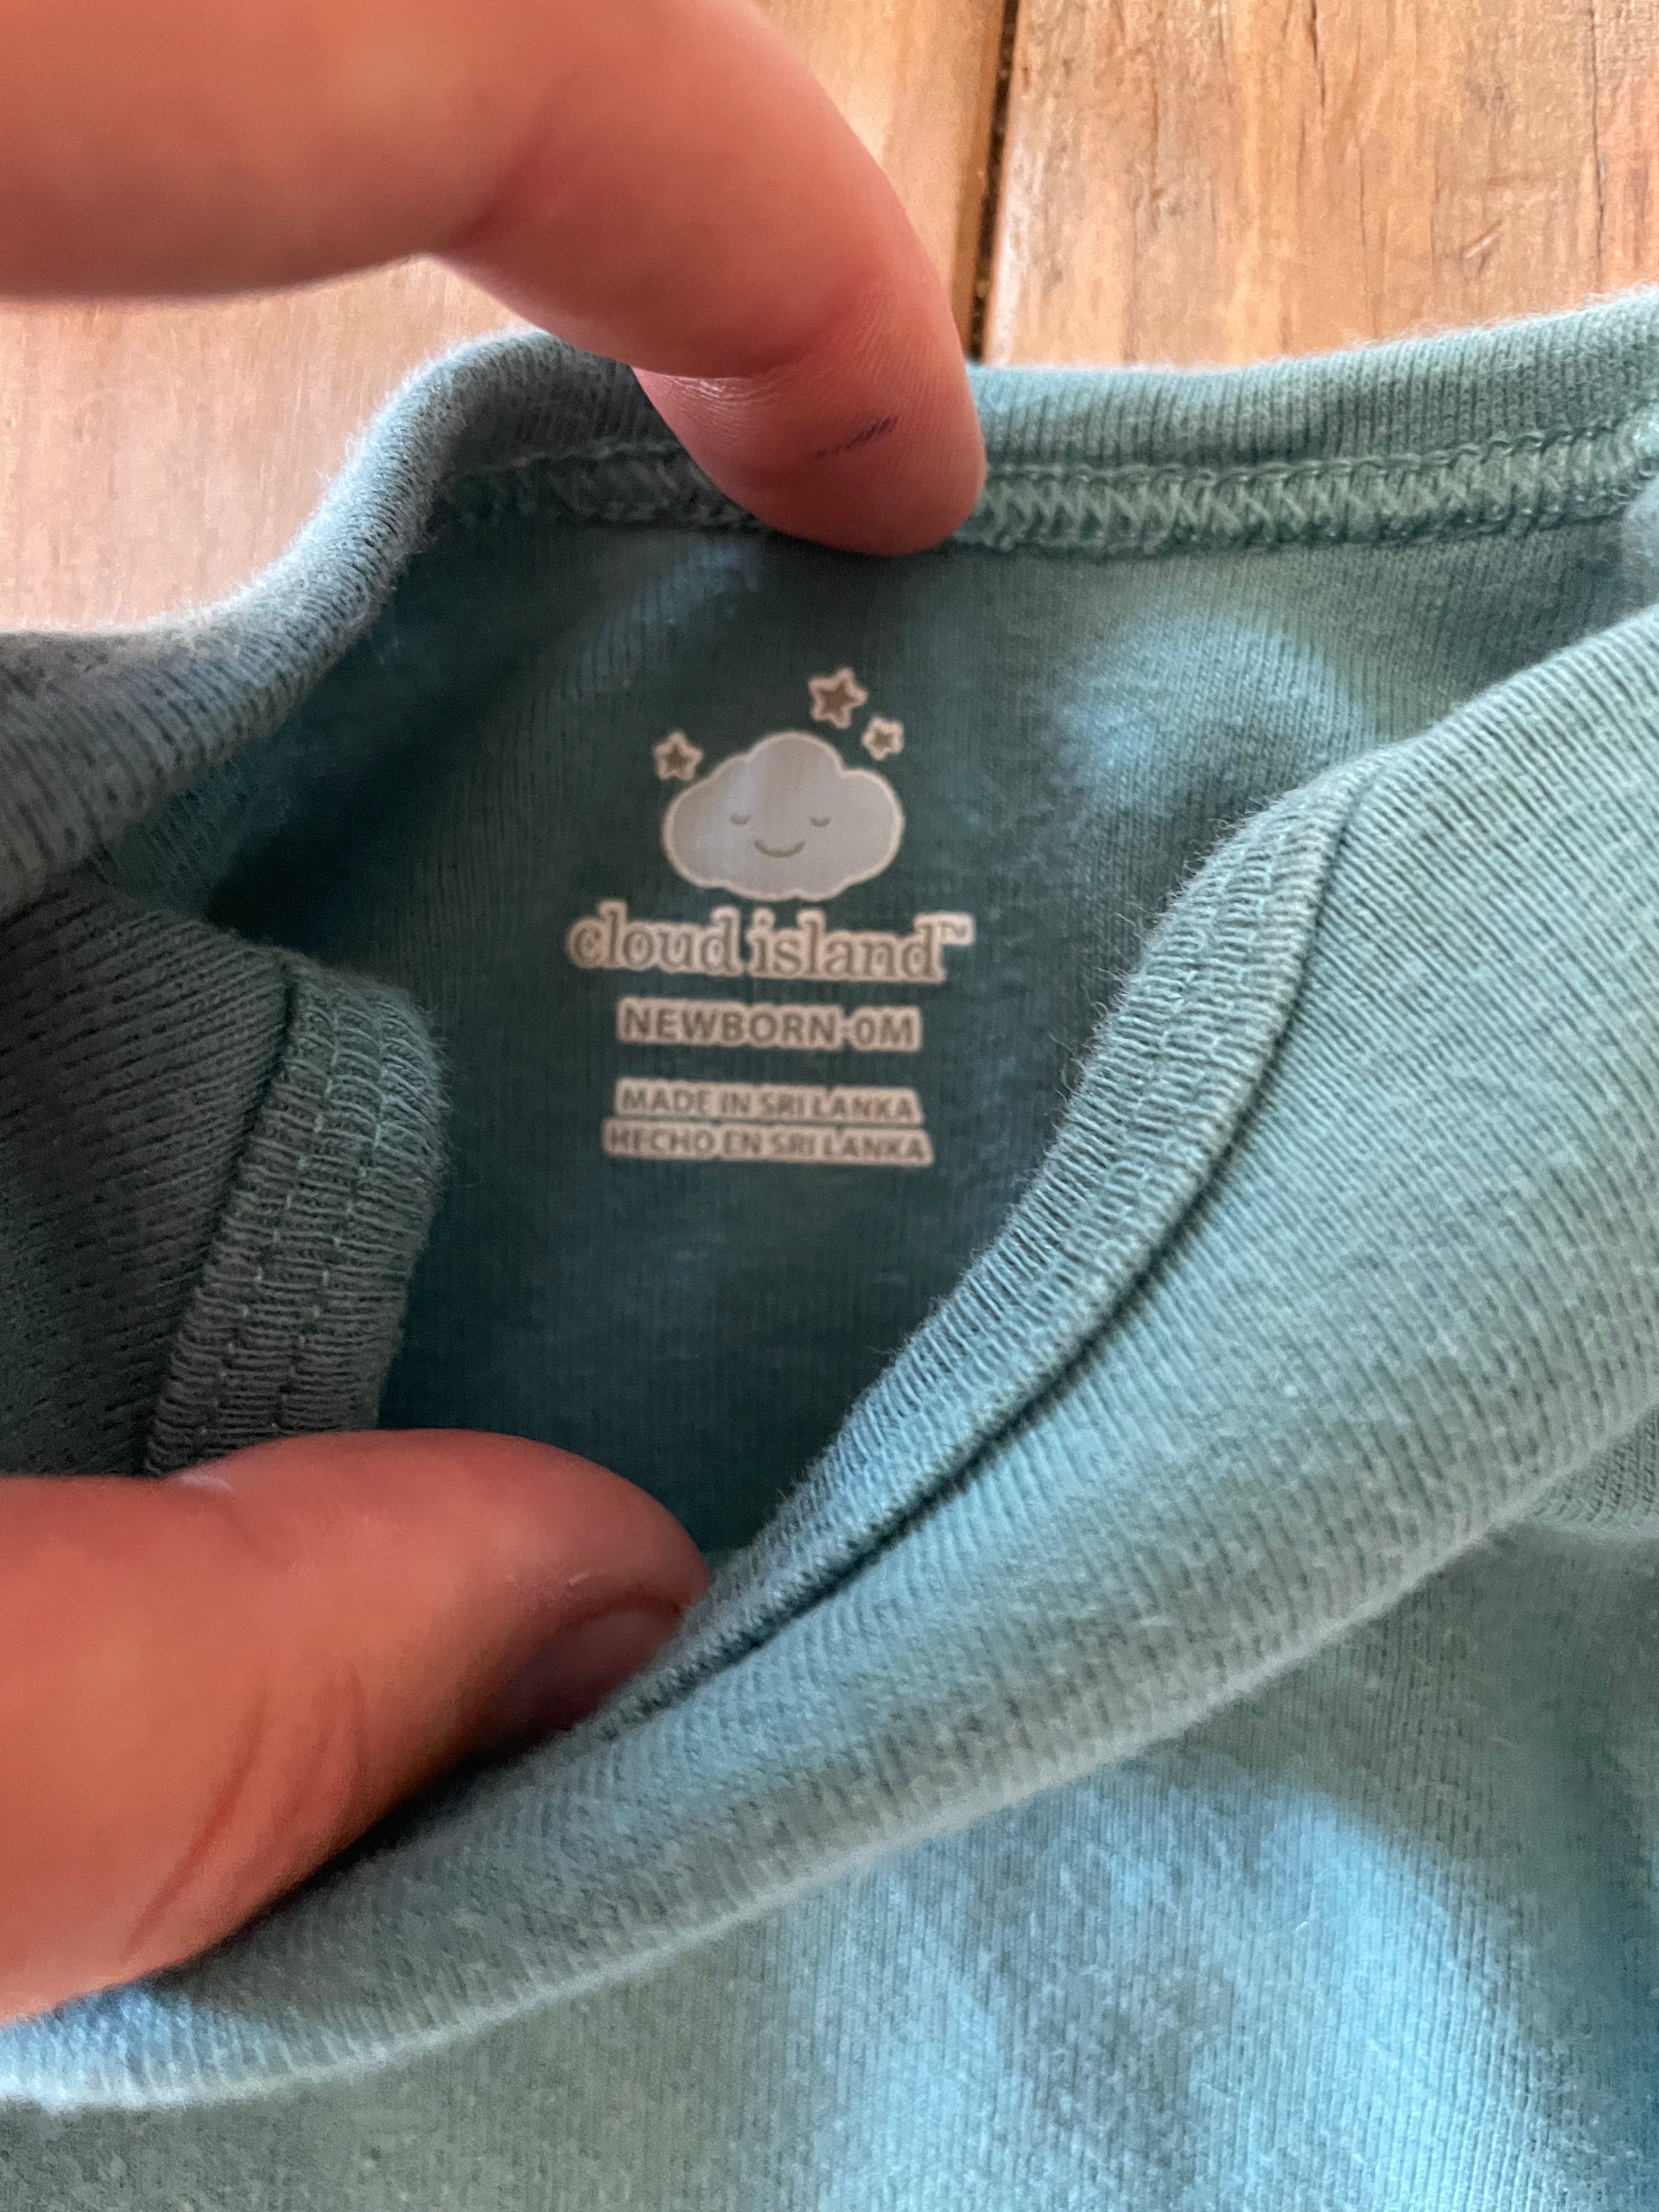 cloud island™
NEWBORN-0M
MADE IN SRI LANKA
HECHO EN SRI LANKA